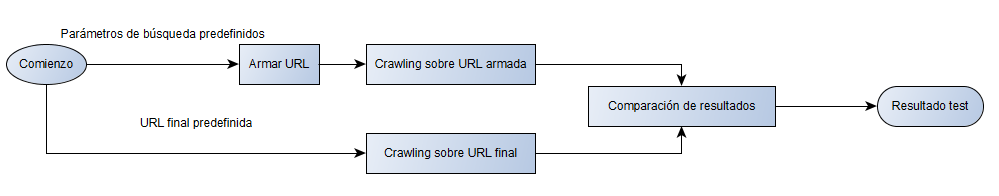 Parámetros de búsqueda predefinidos
Comienzo
Armar URL
Crawling sobre URL armada
Comparación de resultados
Resultado test
URL final predefinida
Crawling sobre URL final